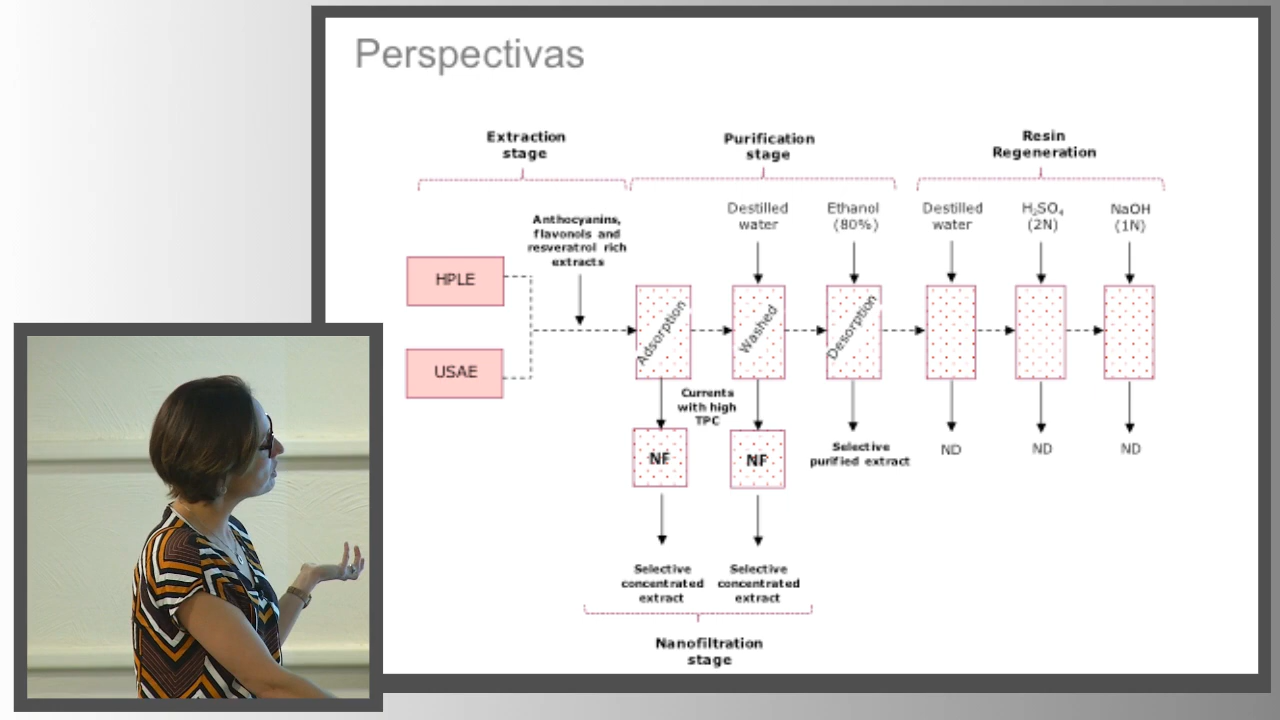 Perspectivas
Extraction
stage
Purification
stage
Resin
Regeneration
Anthocyanins,
flavonols and
resveratrol rich
extracts
Destilled
water
Ethanol
(80%)
Destilled
water
H₂SO₄
(2N)
NaOH
(1N)
HPLE
USAE
Adsorption
Washed
Desorption
Currents
with high
TPC
NF
NF
Selective
purified extract
ND
ND
ND
Selective
concentrated
extract
Selective
concentrated
extract
Nanofiltration
stage